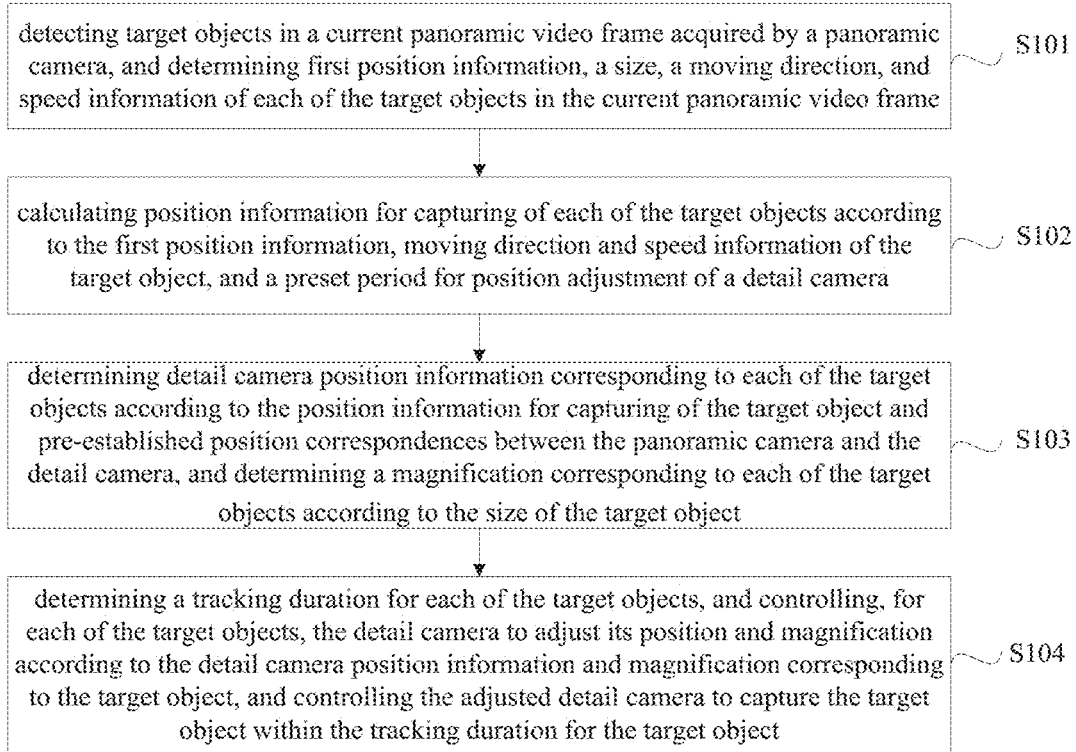 detecting target objects in a current panoramic video frame acquired by a panoramic
camera, and determining first position information, a size, a moving direction, and
speed information of each of the target objects in the current panoramic video frame
S101
calculating position information for capturing of each of the target objects according
to the first position information, moving direction and speed information of the
target object, and a preset period for position adjustment of a detail camera
S102
determining detail camera position information corresponding to each of the target
objects according to the position information for capturing of the target object and
pre-established position correspondences between the panoramic camera and the
detail camera, and determining a magnification corresponding to each of the target
objects according to the size of the target object
S103
determining a tracking duration for each of the target objects, and controlling, for
each of the target objects, the detail camera to adjust its position and magnification
according to the detail camera position information and magnification corresponding
to the target object, and controlling the adjusted detail camera to capture the target
object within the tracking duration for the target object
S104